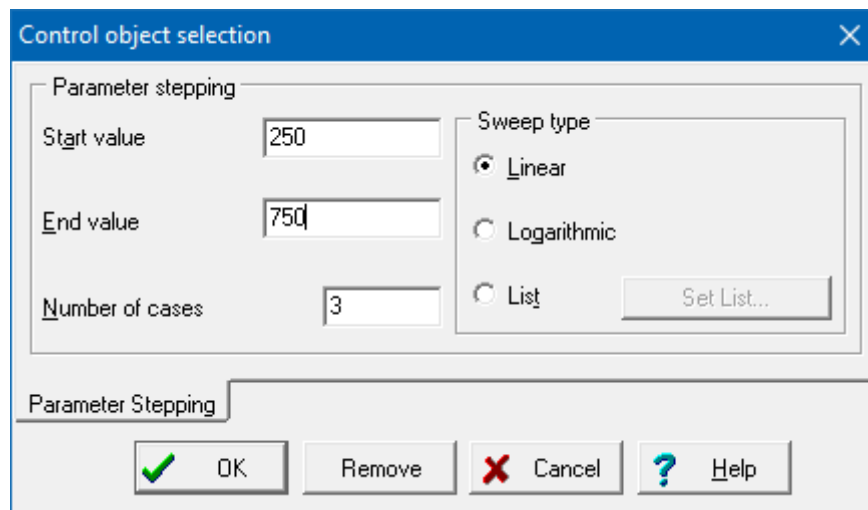 Control object selection
Parameter stepping
Start value
250
End value
750
Number of cases
3
Sweep type
Linear
Logarithmic
List
Set List...
Parameter Stepping
OK
Remove
Cancel
Help